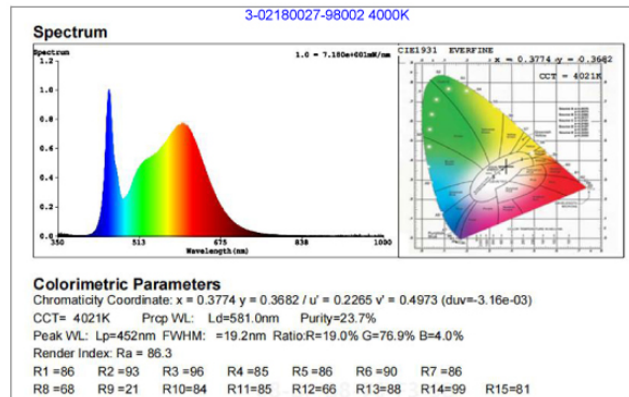 3-02180027-98002 4000K
Spectrum
Spectrum
1.0 = 7.180e+001mW/nm
1.2
1.0
0.8
0.6
0.4
0.2
0.0
350 513 675 838 1000
Wavelength(nm)
CIE1931 EVERFINE
x = 0.3774 y = 0.3682
CCT = 4021K
Colorimetric Parameters
Chromaticity Coordinate: x = 0.3774 y = 0.3682 / u' = 0.2265 v' = 0.4973 (duv=-3.16e-03)
CCT= 4021K Prcp WL: Ld=581.0nm Purity=23.7%
Peak WL: Lp=452nm FWHM: =19.2nm Ratio:R=19.0% G=76.9% B=4.0%
Render Index: Ra = 86.3
R1 =86 R2 =93 R3 =96 R4 =85 R5 =86 R6 =90 R7 =86
R8 =68 R9 =21 R10=84 R11=85 R12=66 R13=88 R14=99 R15=81